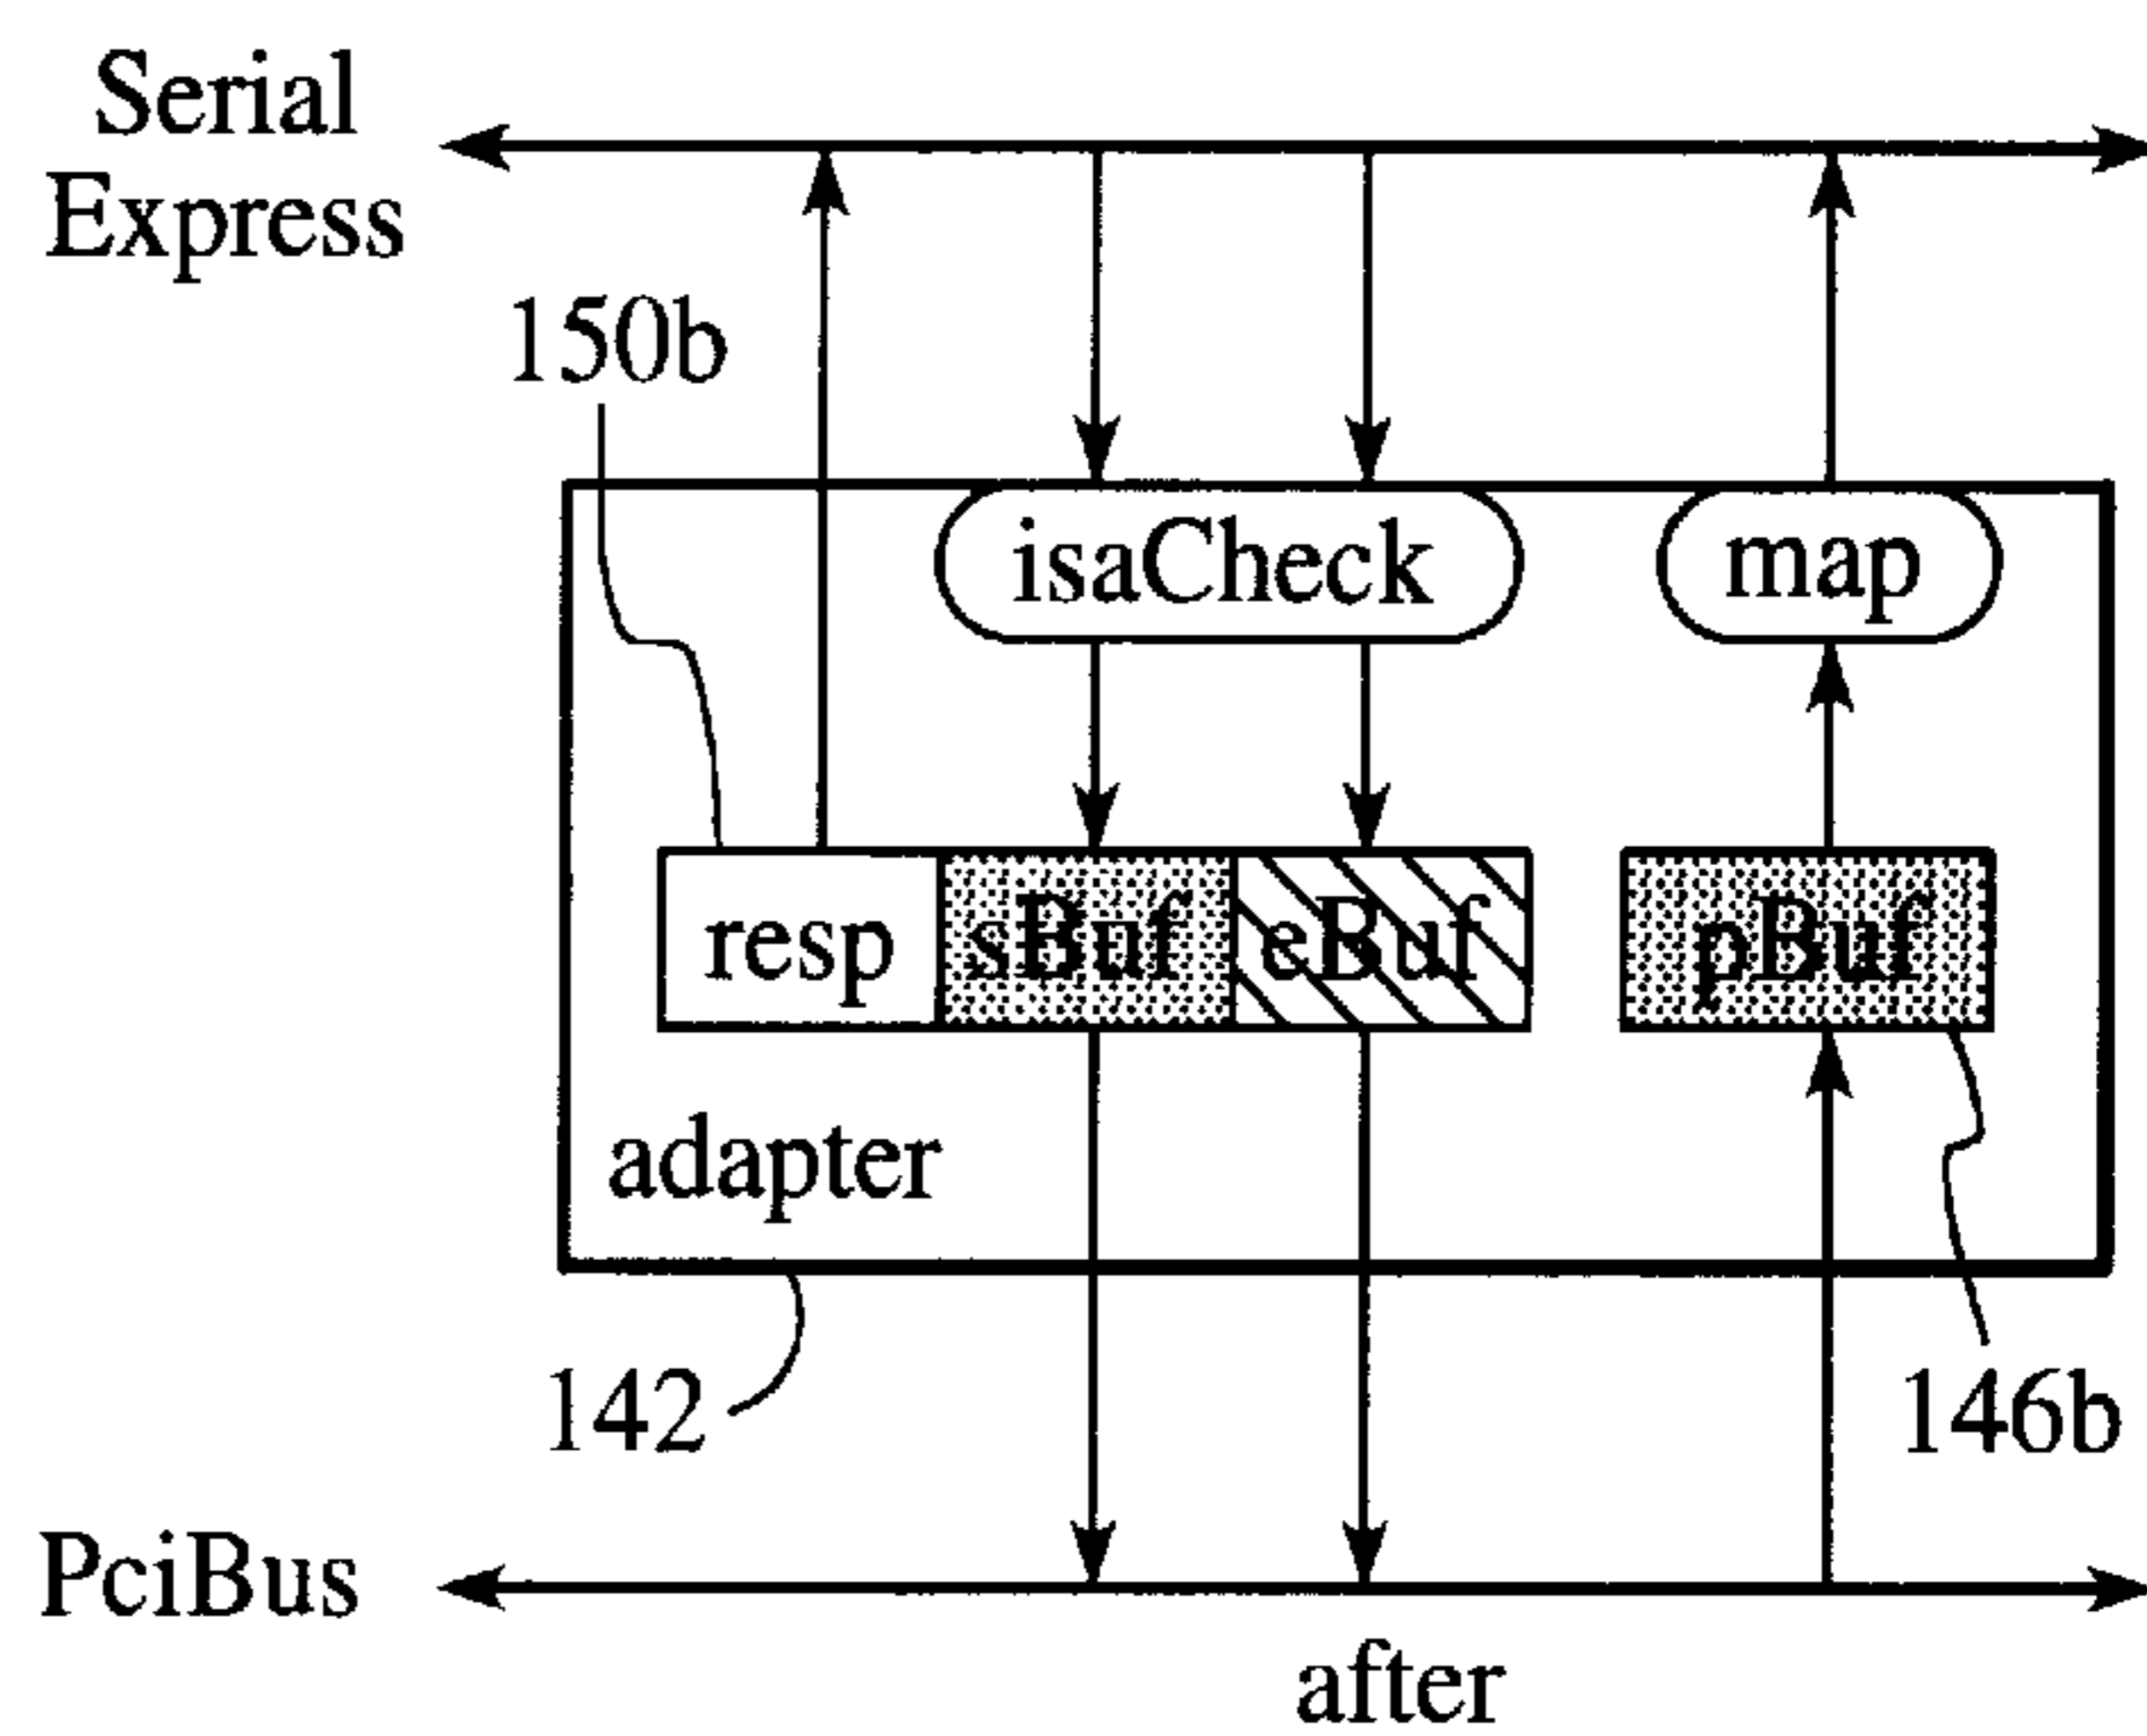 Serial
Express
150b
isaCheck
map
resp
sBuf
eBuf
pBuf
adapter
142
146b
PciBus
after